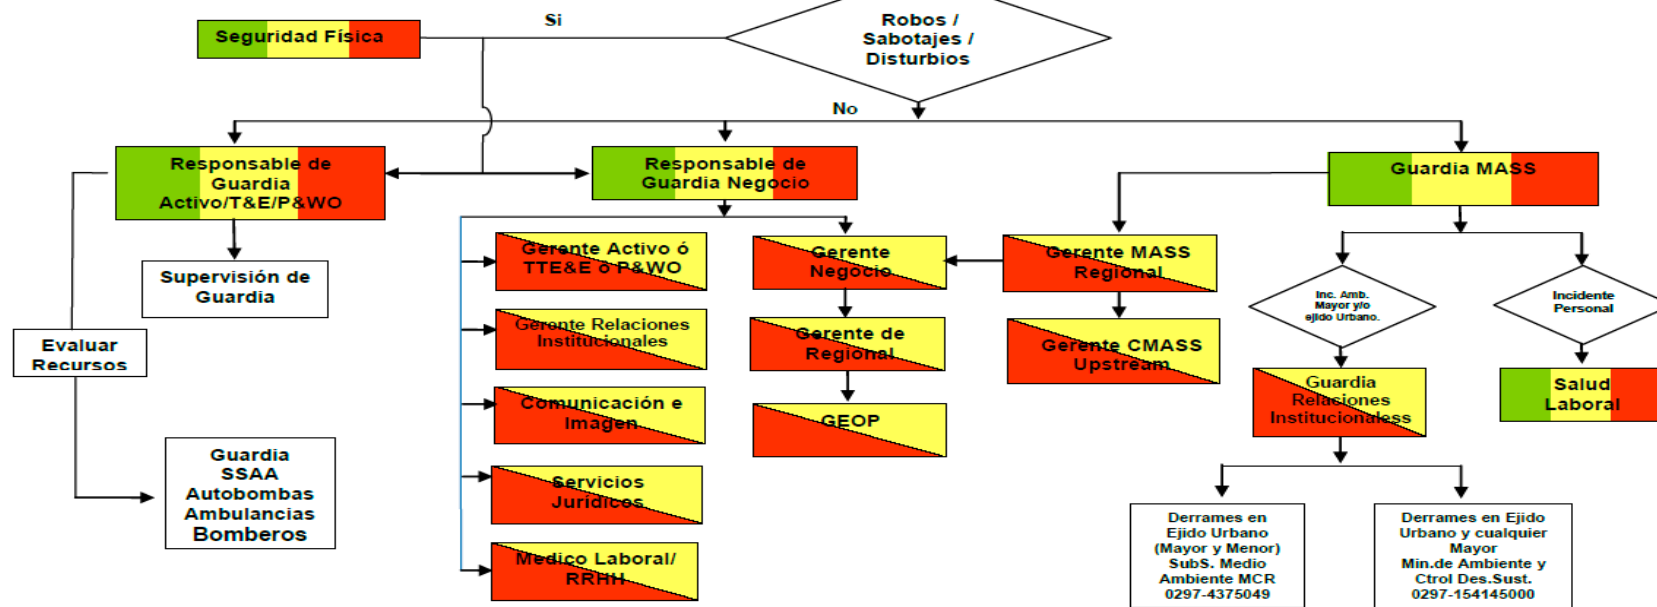 Si
Robos /
Sabotajes /
Disturbios
Seguridad Física
No
Responsable de
Guardia
Activo/T&E/P&WO
Responsable de
Guardia Negocio
Guardia MASS
Supervisión de
Guardia
Gerente Activo ó
TTE&E ó P&WO
Gerente
Negocio
Gerente MASS
Regional
Inc. Amb.
Mayor y/o
ejido Urbano.
Incidente
Personal
Evaluar
Recursos
Gerente Relaciones
Institucionales
Gerente de
Regional
Gerente CMASS
Upstream
Guardia
Relaciones
Institucionaless
Salud
Laboral
Comunicación e
Imagen
GEOP
Guardia
SSAA
Autobombas
Ambulancias
Bomberos
Servicios
Jurídicos
Medico Laboral/
RRHH
Derrames en
Ejido Urbano
(Mayor y Menor)
SubS. Medio
Ambiente MCR
0297-4375049
Derrames en Ejido
Urbano y cualquier
Mayor
Min.de Ambiente y
Ctrol Des.Sust.
0297-154145000